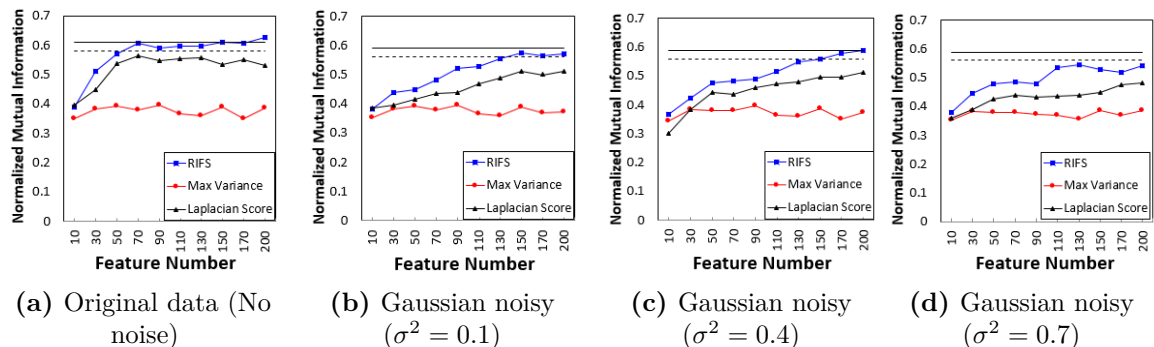 Normalized Mutual Information
0.7
0.6
0.5
0.4
0.3
0.2
0.1
0
RIFS
Max Variance
Laplacian Score
10 30 50 70 90 110 130 150 170 200
Feature Number
(a) Original data (No
noise)
Normalized Mutual Information
0.7
0.6
0.5
0.4
0.3
0.2
0.1
0
RIFS
Max Variance
Laplacian Score
10 30 50 70 90 110 130 150 170 200
Feature Number
(b) Gaussian noisy
(σ² = 0.1)
Normalized Mutual Information
0.7
0.6
0.5
0.4
0.3
0.2
0.1
0
RIFS
Max Variance
Laplacian Score
10 30 50 70 90 110 130 150 170 200
Feature Number
(c) Gaussian noisy
(σ² = 0.4)
Normalized Mutual Information
0.7
0.6
0.5
0.4
0.3
0.2
0.1
0
RIFS
Max Variance
Laplacian Score
10 30 50 70 90 110 130 150 170 200
Feature Number
(d) Gaussian noisy
(σ² = 0.7)